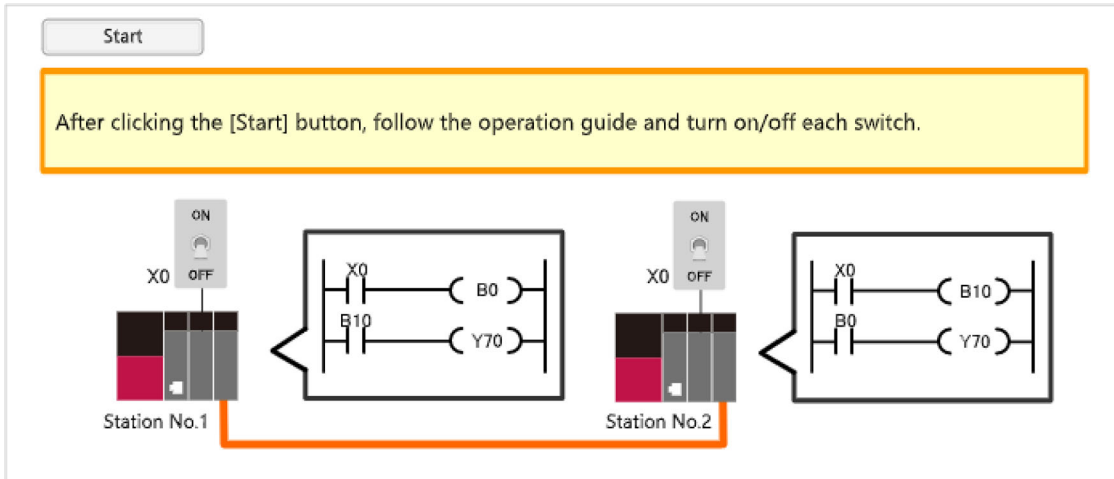 Start
After clicking the [Start] button, follow the operation guide and turn on/off each switch.
ON
X0 OFF
X0
B0
B10
Y70
Station No.1
ON
X0 OFF
X0
B10
B0
Y70
Station No.2